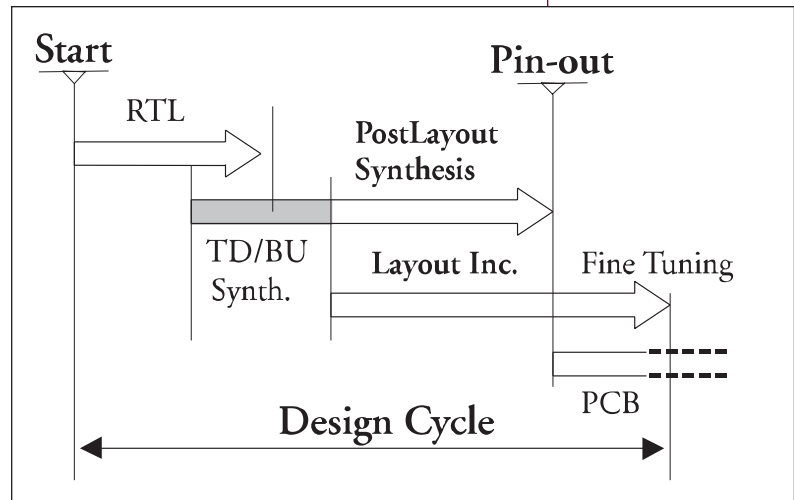 Start
Pin-out
RTL
PostLayout
Synthesis
TD/BU
Synth.
Layout Inc.
Fine Tuning
PCB
Design Cycle